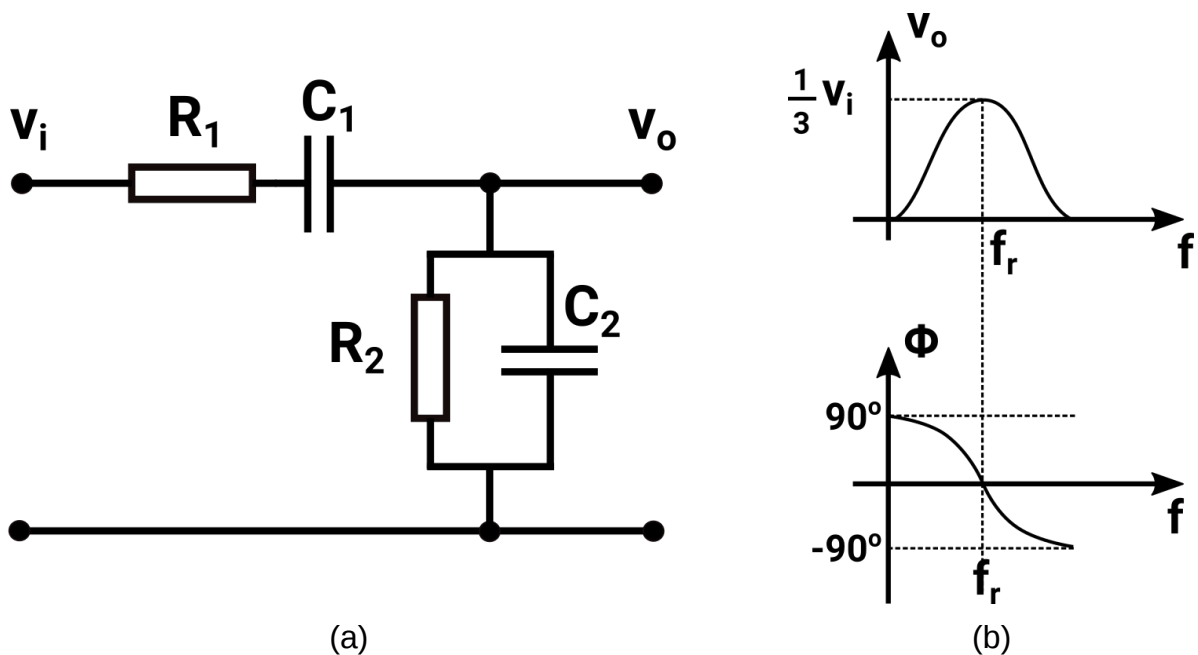 vᵢ
R₁
C₁
vₒ
R₂
C₂
(a)
vₒ
1/3 vᵢ
fᵣ
f
Φ
90º
f
-90º
fᵣ
(b)